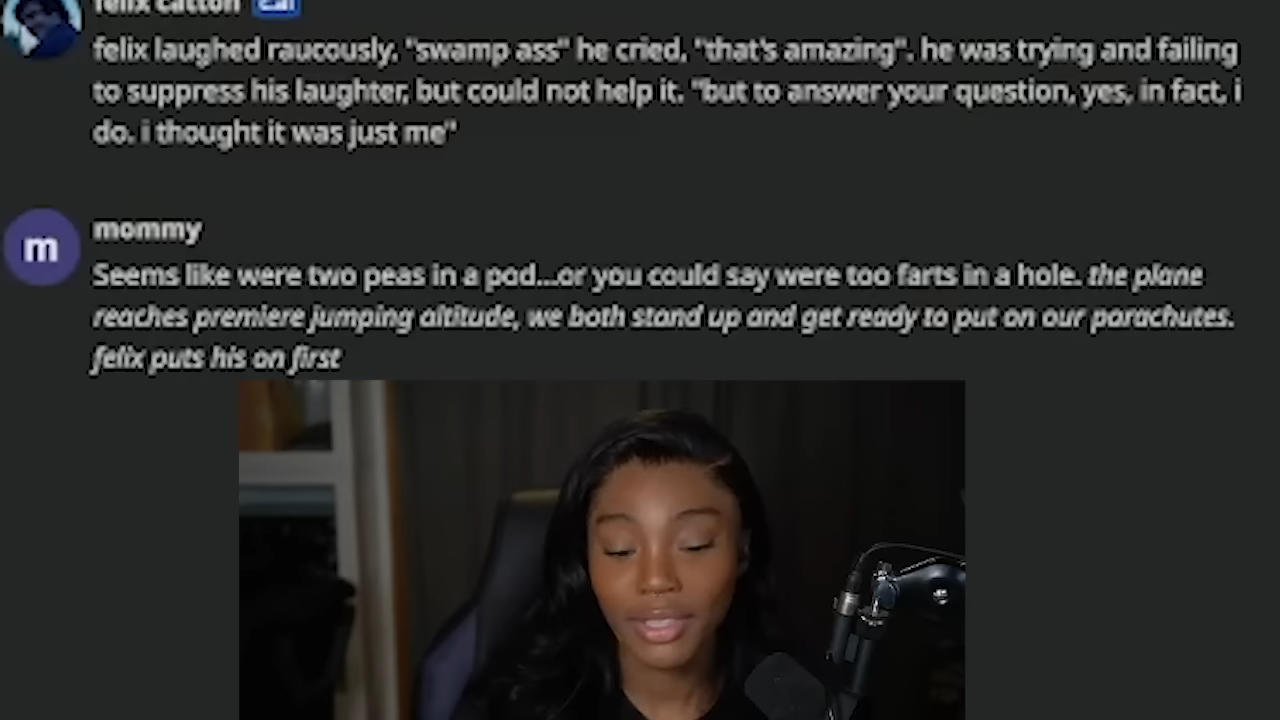 felix catton c.ai
felix laughed raucously. "swamp ass" he cried, "that's amazing". he was trying and failing
to suppress his laughter, but could not help it. "but to answer your question, yes, in fact, i
do. i thought it was just me"
m
mommy
Seems like were two peas in a pod...or you could say were too farts in a hole. the plane
reaches premiere jumping altitude, we both stand up and get ready to put on our parachutes.
felix puts his on first